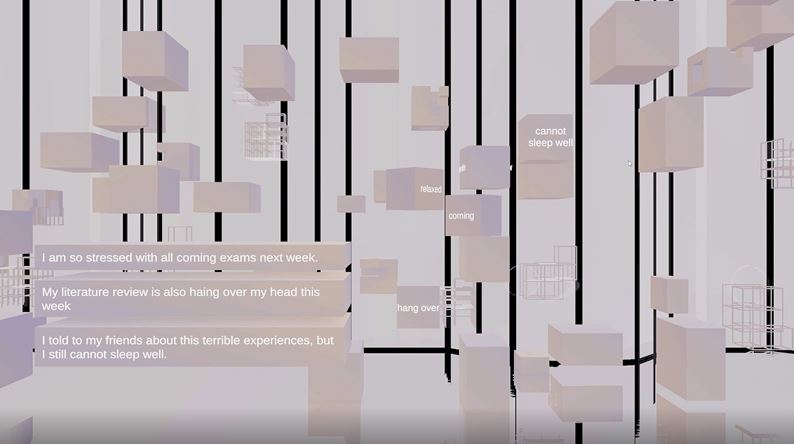 cannot
sleep well
relaxed
coming
I am so stressed with all coming exams next week.
My literature review is also haing over my head this
week
hang over
I told to my friends about this terrible experiences, but
I still cannot sleep well.